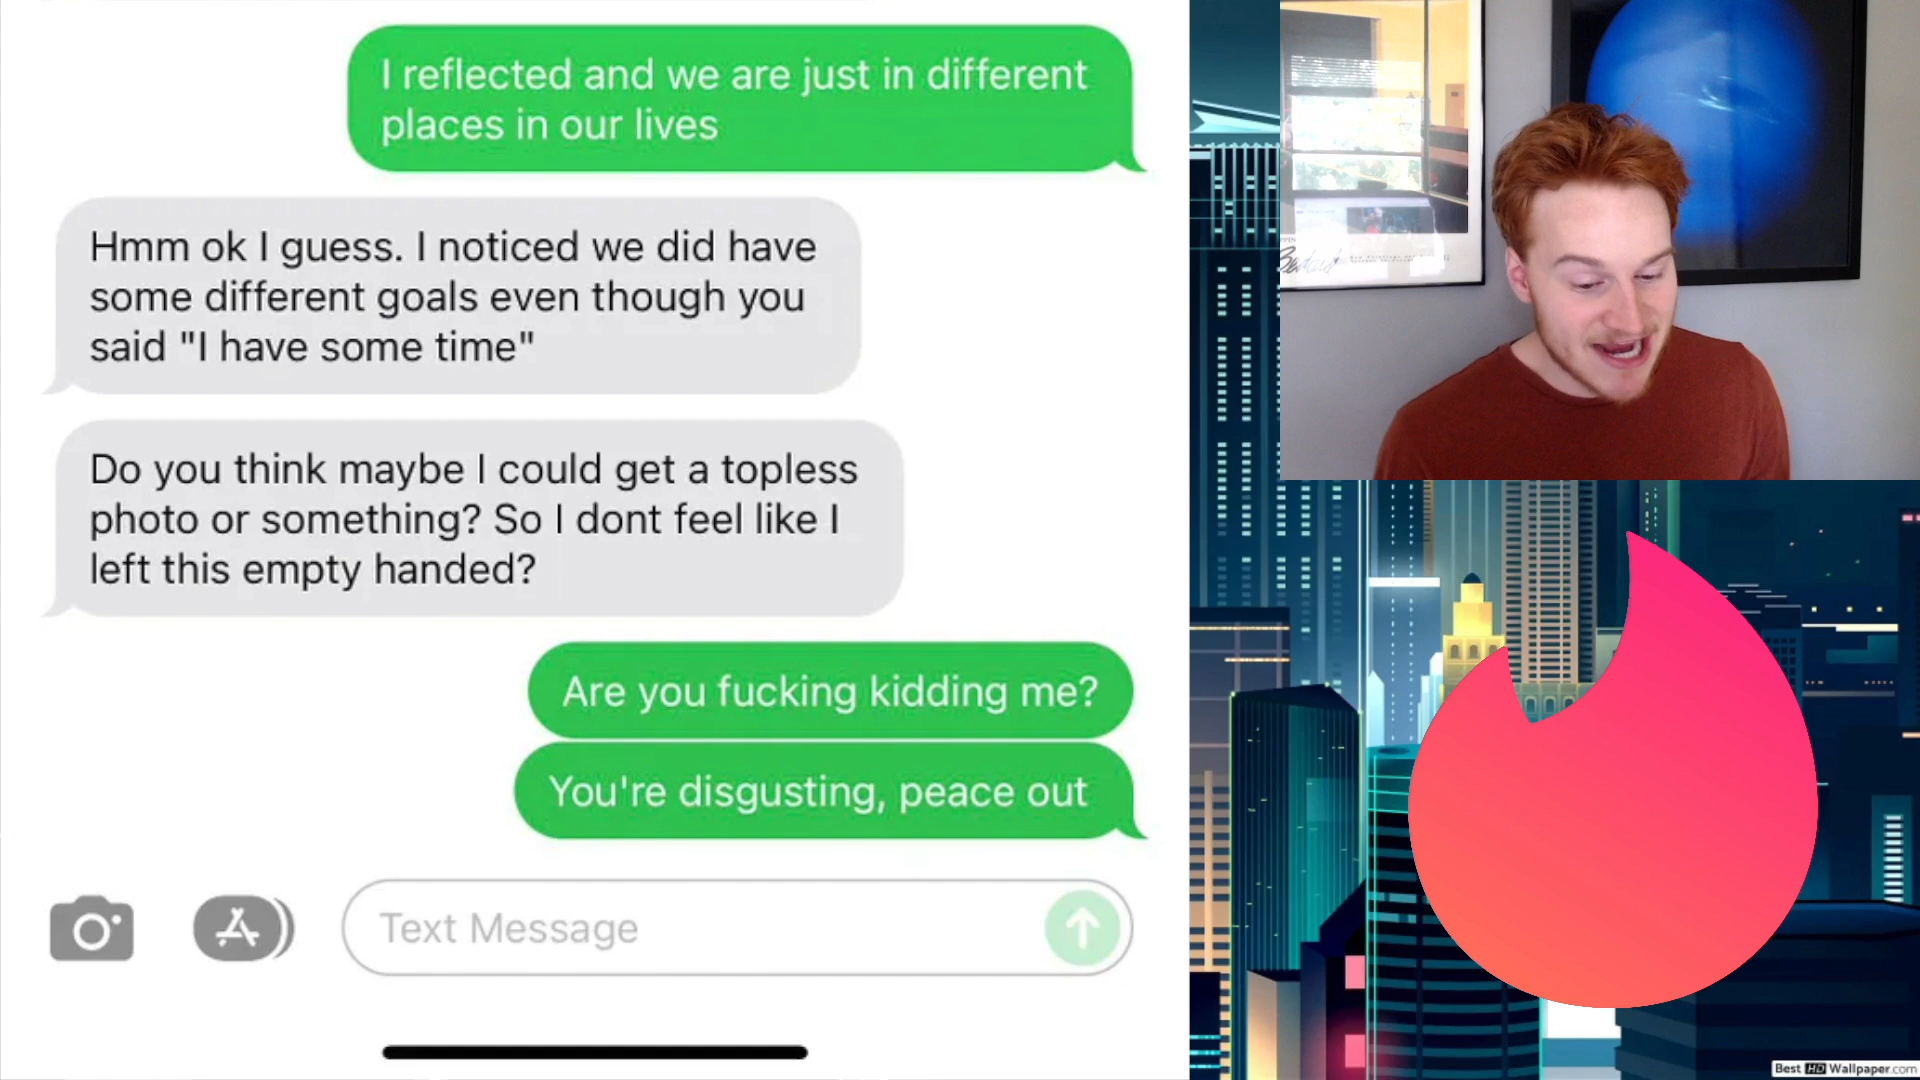 I reflected and we are just in different
places in our lives
Hmm ok I guess. I noticed we did have
some different goals even though you
said "I have some time"
Do you think maybe I could get a topless
photo or something? So I dont feel like I
left this empty handed?
Are you fucking kidding me?
You're disgusting, peace out
Text Message
Best HD Wallpaper.com